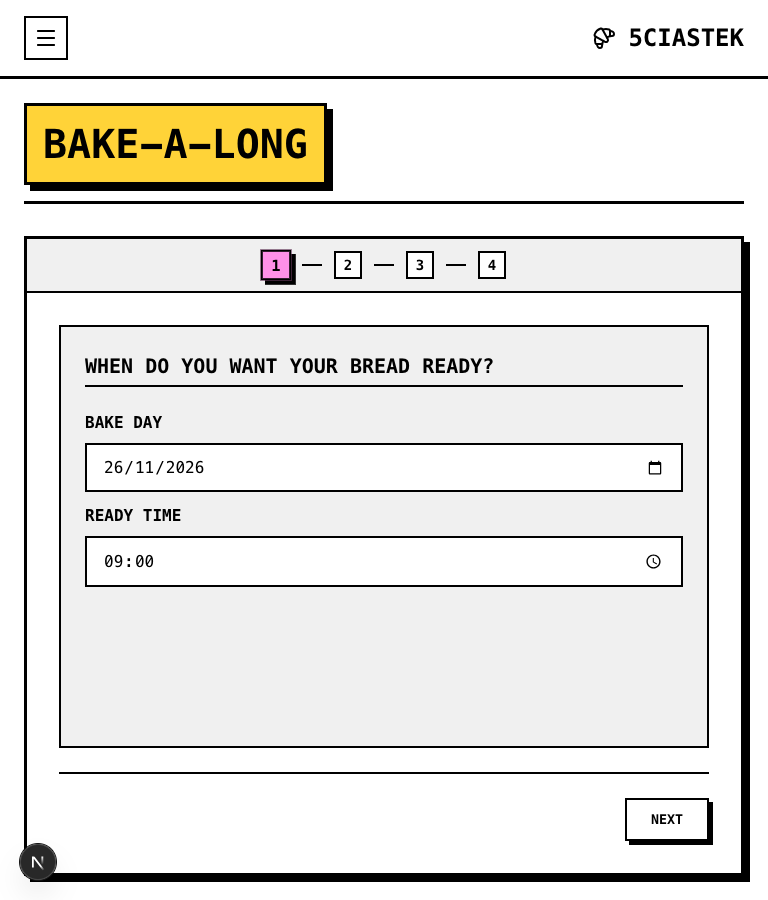 5CIASTEK
BAKE–A–LONG
1
2
3
4
WHEN DO YOU WANT YOUR BREAD READY?
BAKE DAY
26/11/2026
READY TIME
09:00
NEXT
N